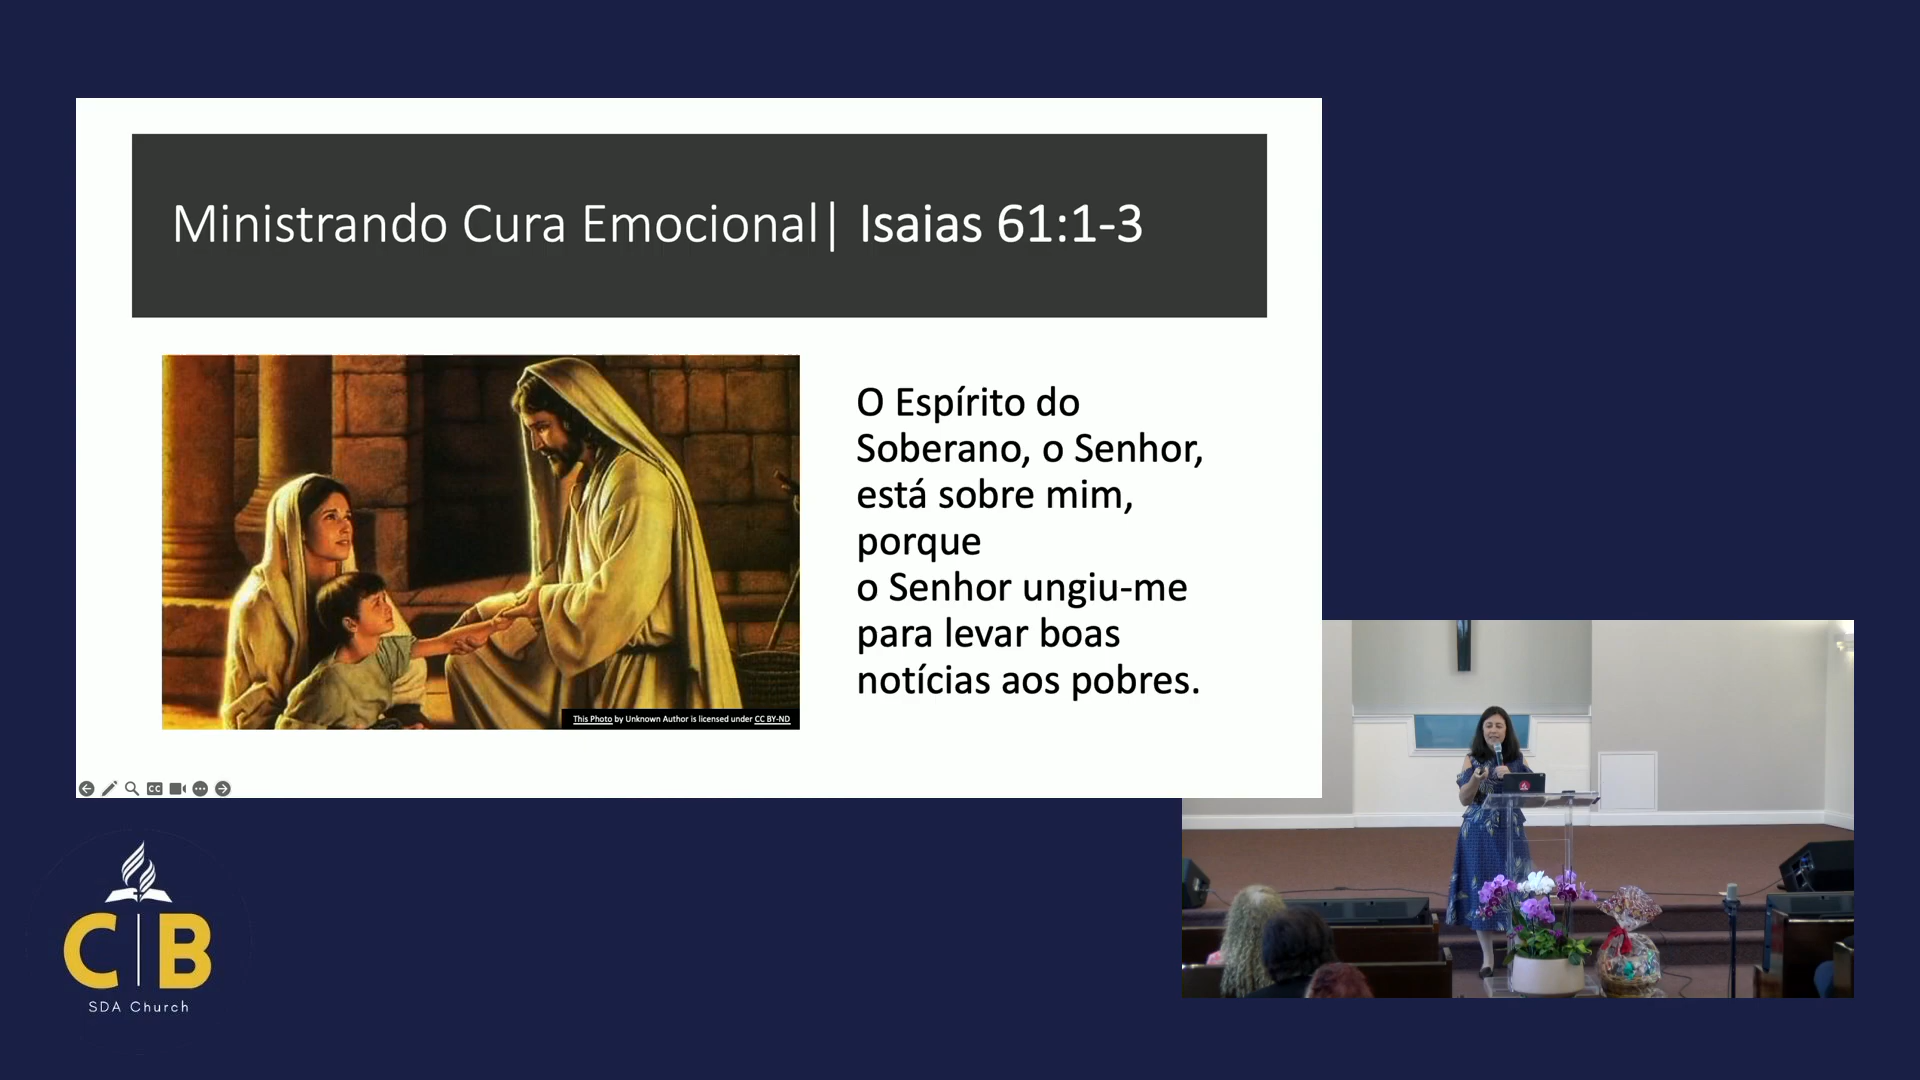 Ministrando Cura Emocional| Isaias 61:1-3
O Espírito do
Soberano, o Senhor,
está sobre mim,
porque
o Senhor ungiu-me
para levar boas
notícias aos pobres.
This Photo by Unknown Author is licensed under CC BY-ND
CC
C|B
SDA Church